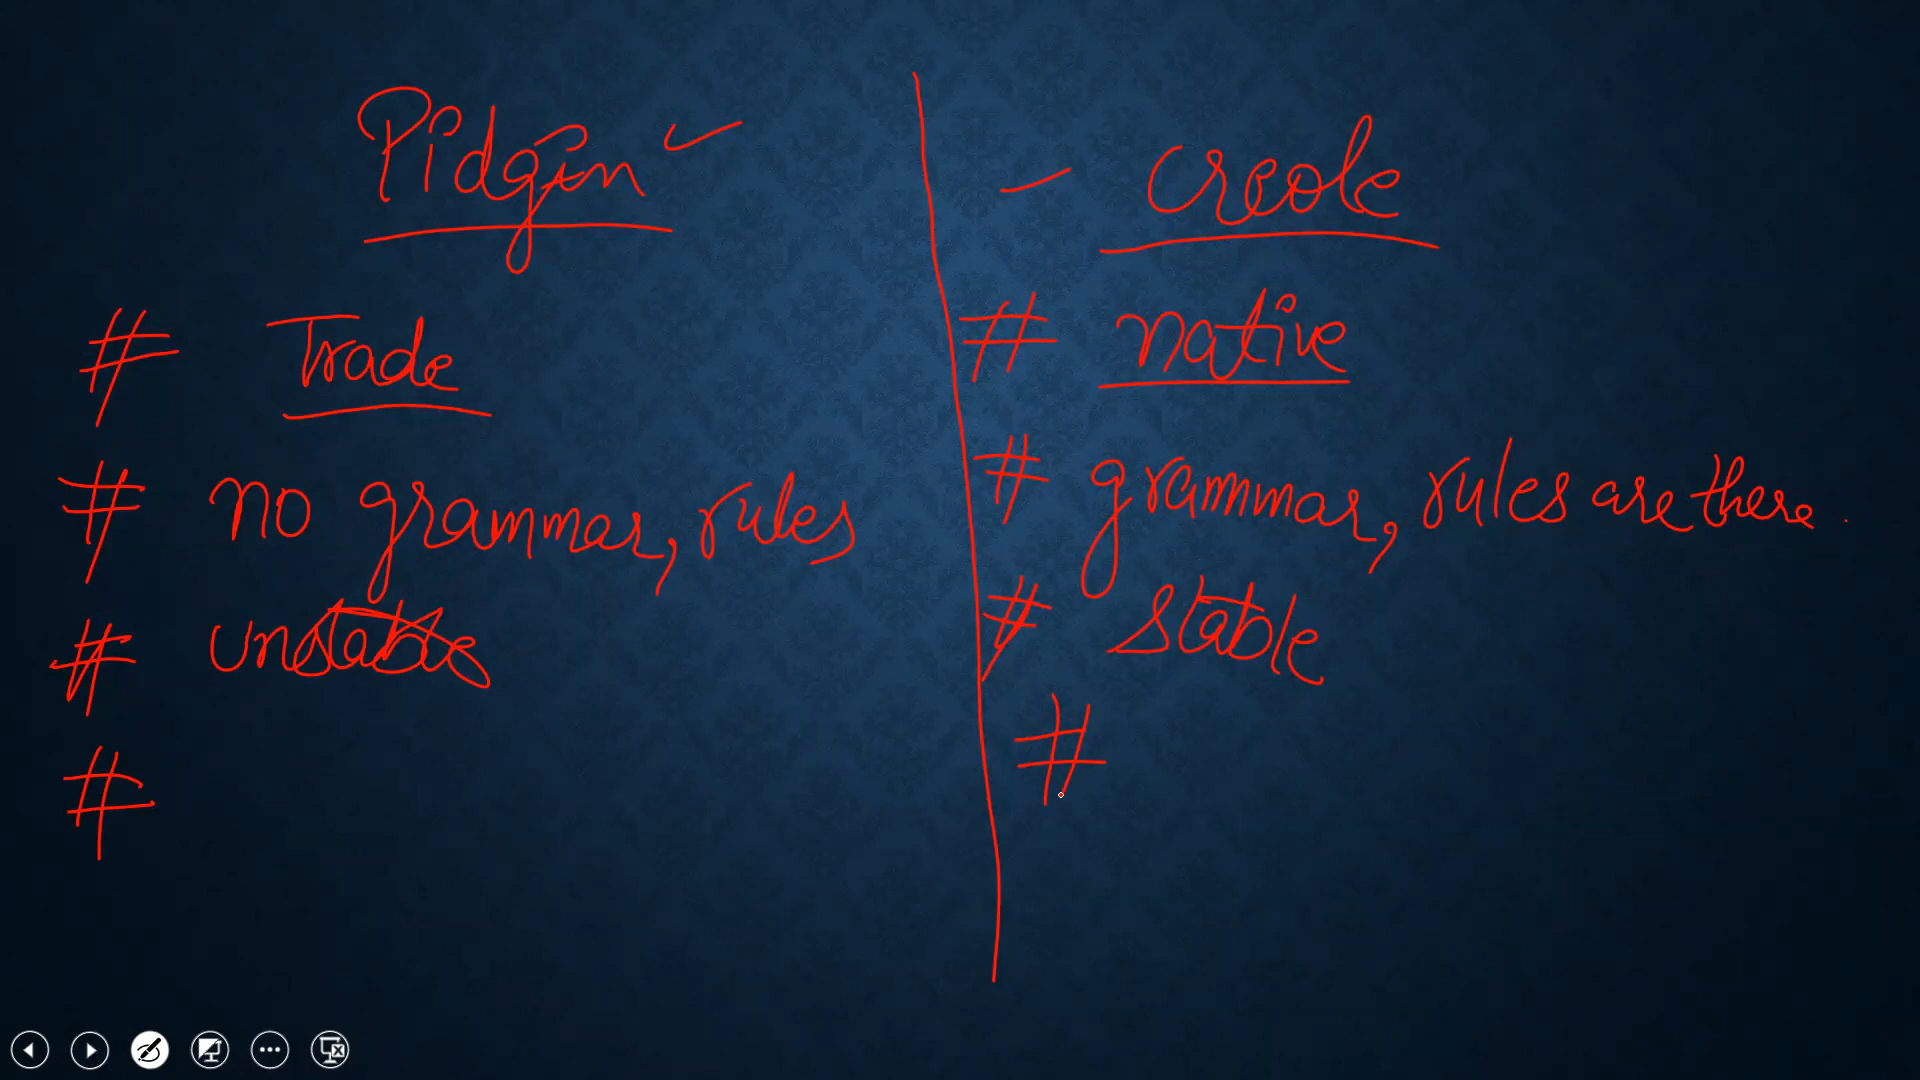 Pidgin
# Trade
# no grammar, rules
# unstable
#
- creole
# native
# grammar, rules are there.
# stable
#